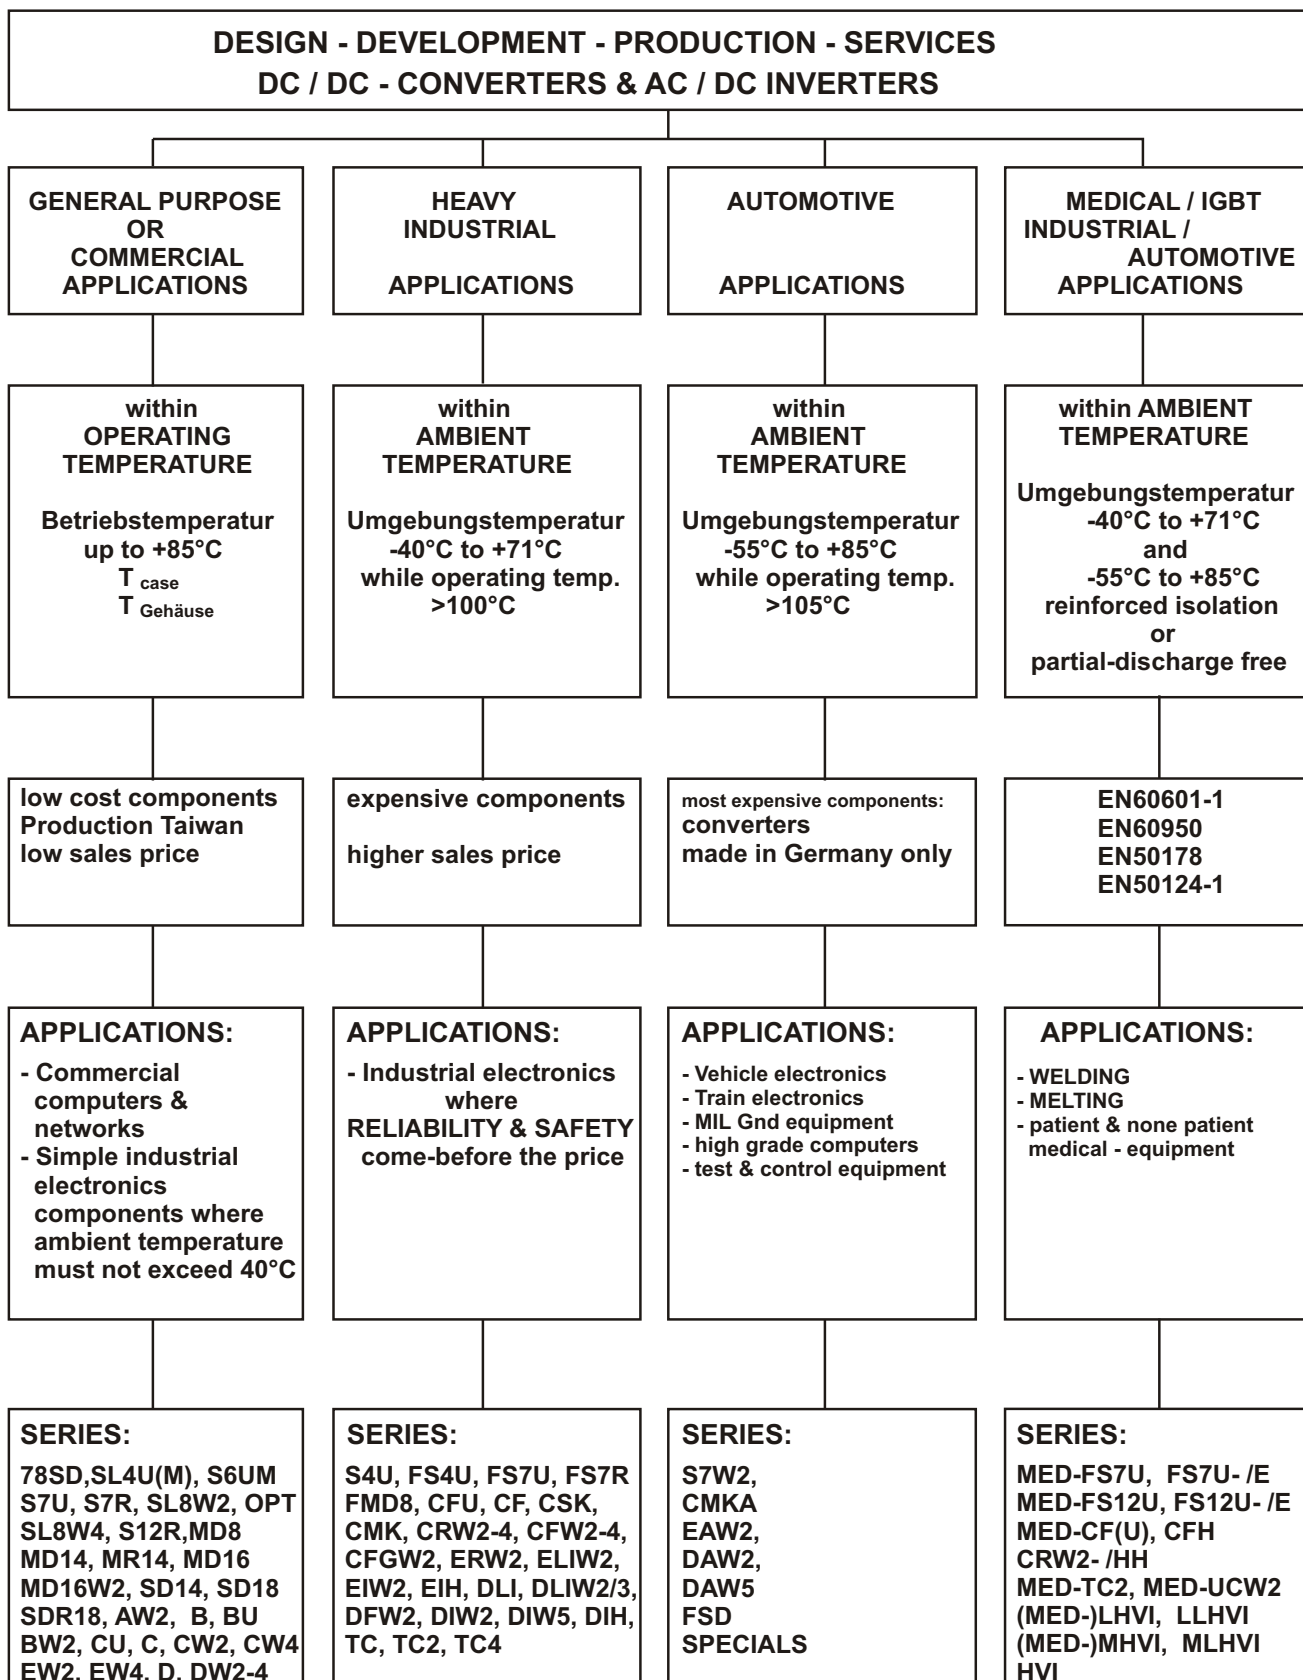 DESIGN - DEVELOPMENT - PRODUCTION - SERVICES
DC / DC - CONVERTERS & AC / DC INVERTERS
GENERAL PURPOSE
OR
COMMERCIAL
APPLICATIONS
HEAVY
INDUSTRIAL
APPLICATIONS
AUTOMOTIVE
APPLICATIONS
MEDICAL / IGBT
INDUSTRIAL /
AUTOMOTIVE
APPLICATIONS
within
OPERATING
TEMPERATURE
Betriebstemperatur
up to +85°C
T case
T Gehäuse
within
AMBIENT
TEMPERATURE
Umgebungstemperatur
-40°C to +71°C
while operating temp.
>100°C
within
AMBIENT
TEMPERATURE
Umgebungstemperatur
-55°C to +85°C
while operating temp.
>105°C
within AMBIENT
TEMPERATURE
Umgebungstemperatur
-40°C to +71°C
and
-55°C to +85°C
reinforced isolation
or
partial-discharge free
low cost components
Production Taiwan
low sales price
expensive components
higher sales price
most expensive components:
converters
made in Germany only
EN60601-1
EN60950
EN50178
EN50124-1
APPLICATIONS:
- Commercial
computers &
networks
- Simple industrial
electronics
components where
ambient temperature
must not exceed 40°C
APPLICATIONS:
- Industrial electronics
where
RELIABILITY & SAFETY
come-before the price
APPLICATIONS:
- Vehicle electronics
- Train electronics
- MIL Gnd equipment
- high grade computers
- test & control equipment
APPLICATIONS:
- WELDING
- MELTING
- patient & none patient
medical - equipment
SERIES:
78SD,SL4U(M), S6UM
S7U, S7R, SL8W2, OPT
SL8W4, S12R,MD8
MD14, MR14, MD16
MD16W2, SD14, SD18
SDR18, AW2, B, BU
BW2, CU, C, CW2, CW4
EW2, EW4, D, DW2-4
SERIES:
S4U, FS4U, FS7U, FS7R
FMD8, CFU, CF, CSK,
CMK, CRW2-4, CFW2-4,
CFGW2, ERW2, ELIW2,
EIW2, EIH, DLI, DLIW2/3,
DFW2, DIW2, DIW5, DIH,
TC, TC2, TC4
SERIES:
S7W2,
CMKA
EAW2,
DAW2,
DAW5
FSD
SPECIALS
SERIES:
MED-FS7U, FS7U- /E
MED-FS12U, FS12U- /E
MED-CF(U), CFH
CRW2- /HH
MED-TC2, MED-UCW2
(MED-)LHVI, LLHVI
(MED-)MHVI, MLHVI
HVI